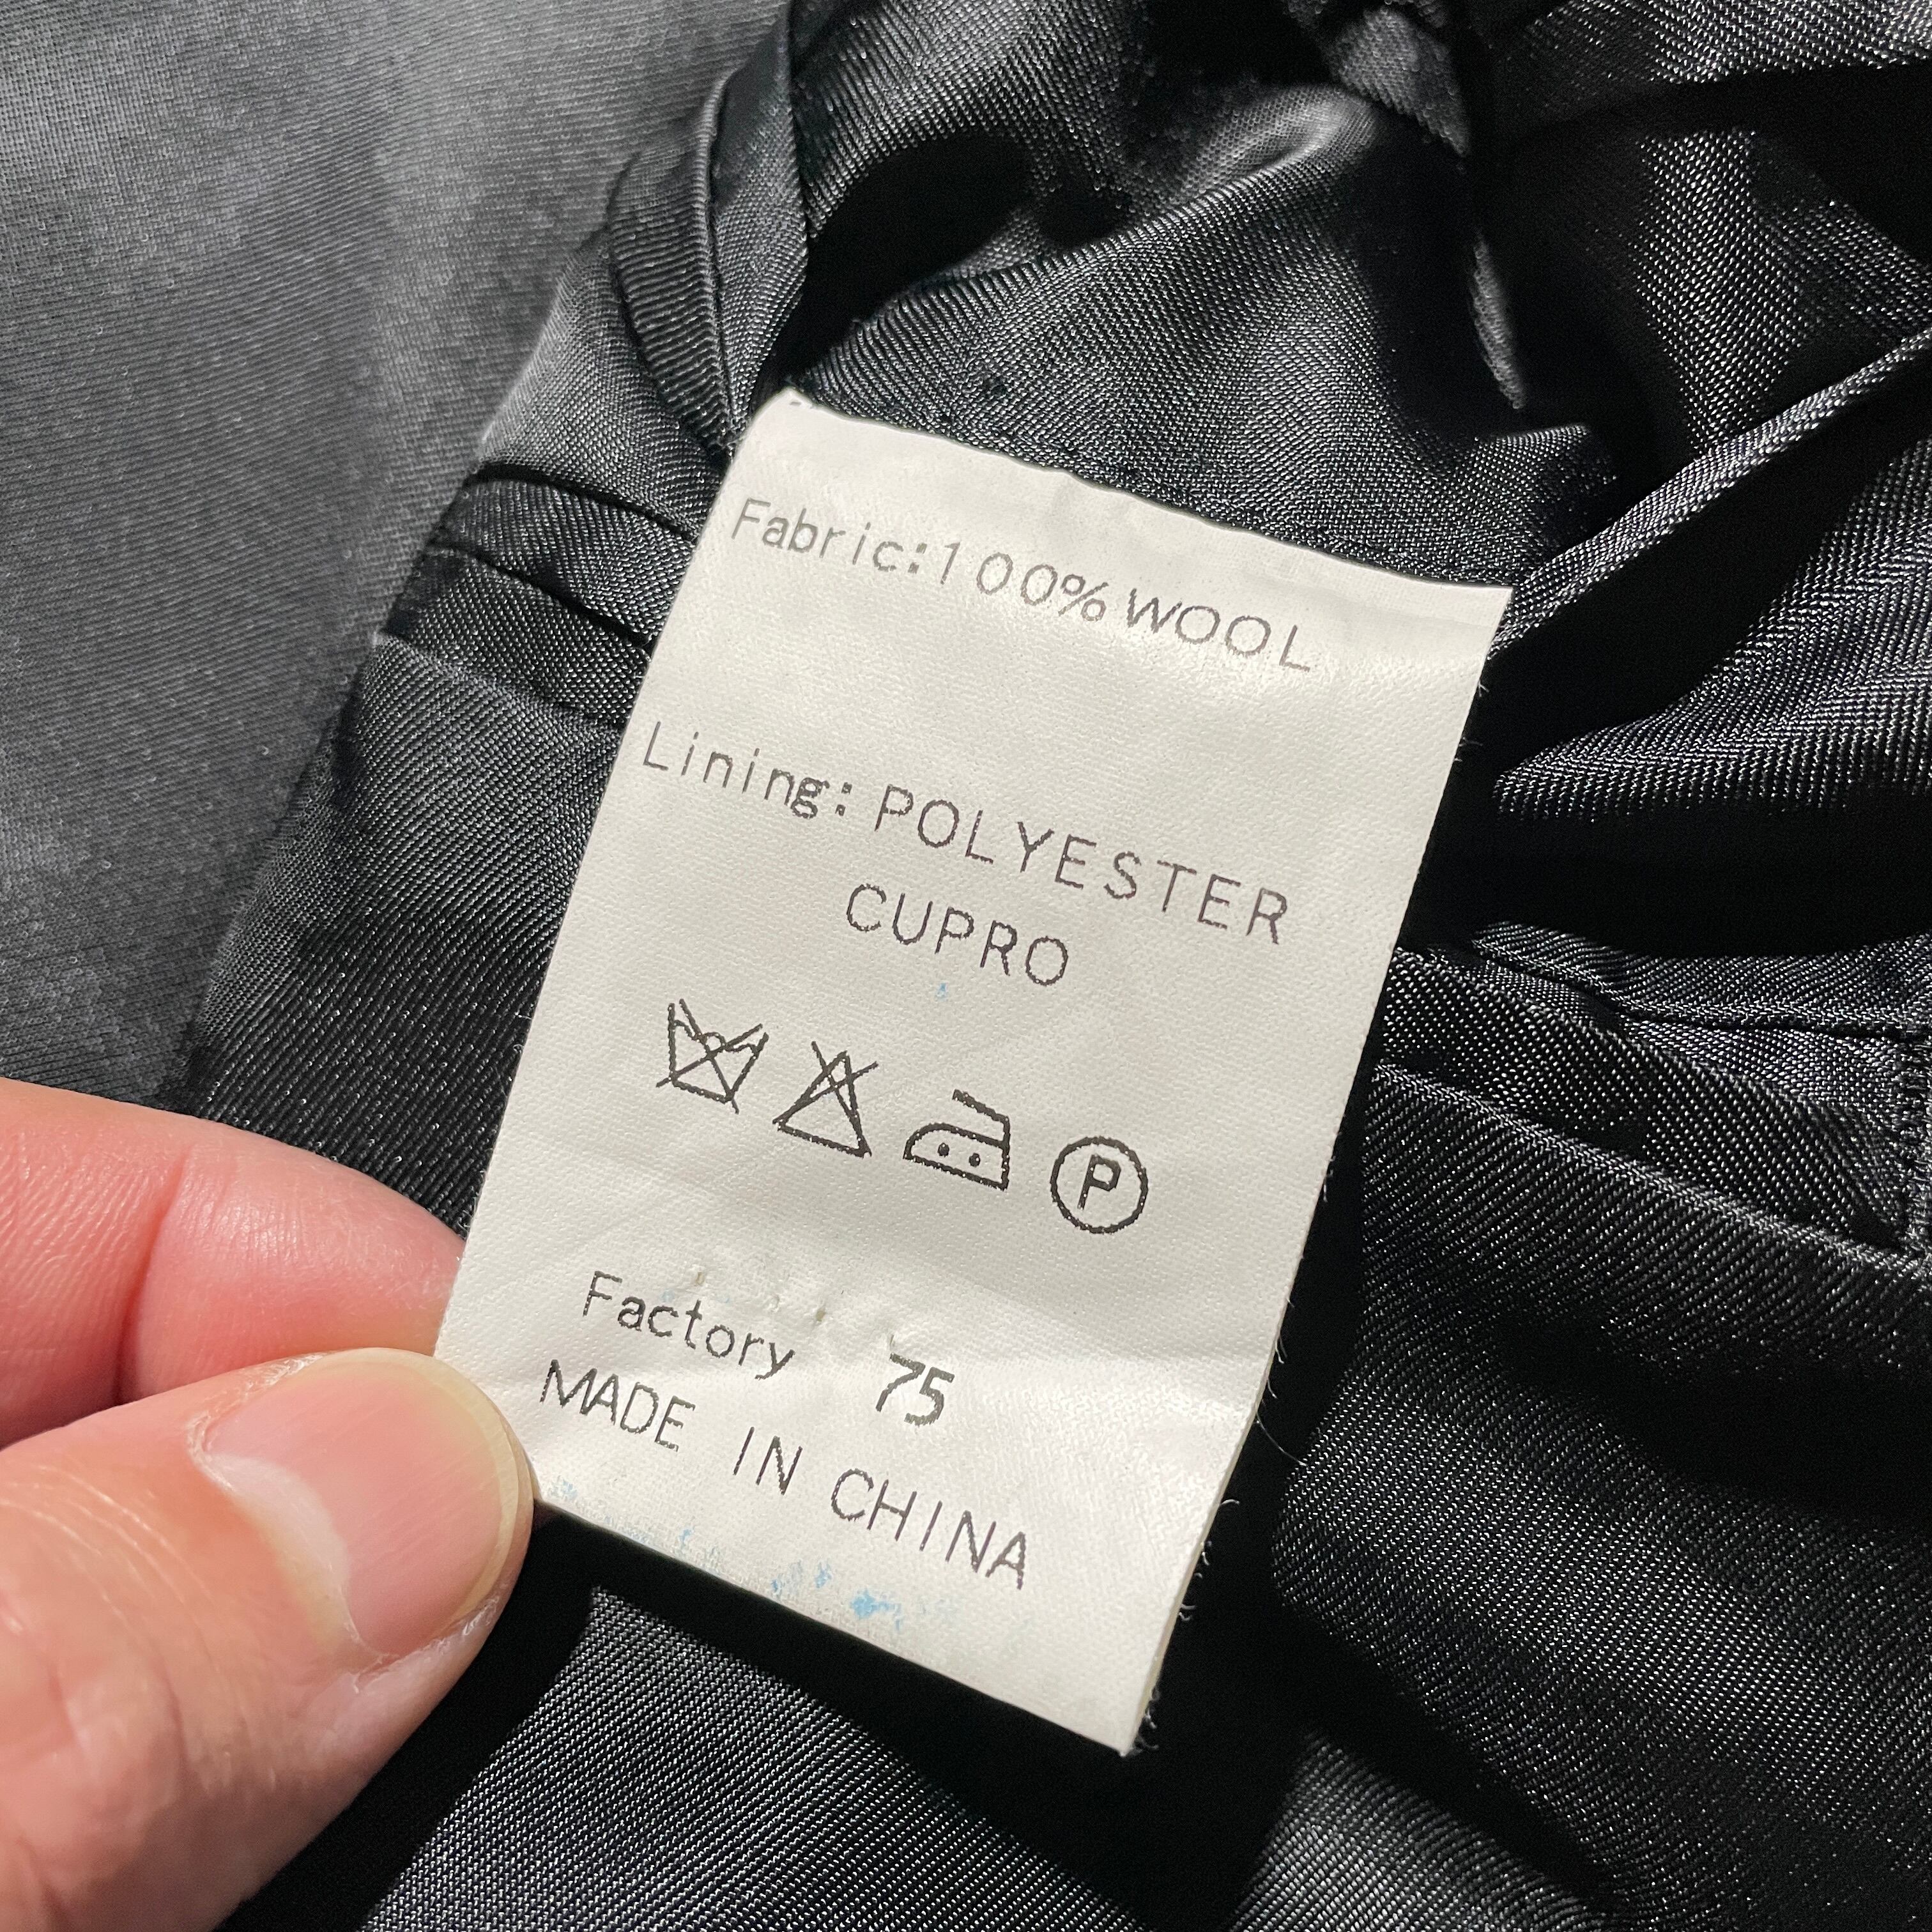 Fabric:100%WOOL
Lining: POLYESTER
CUPRO
P
Factory 75
MADE IN CHINA